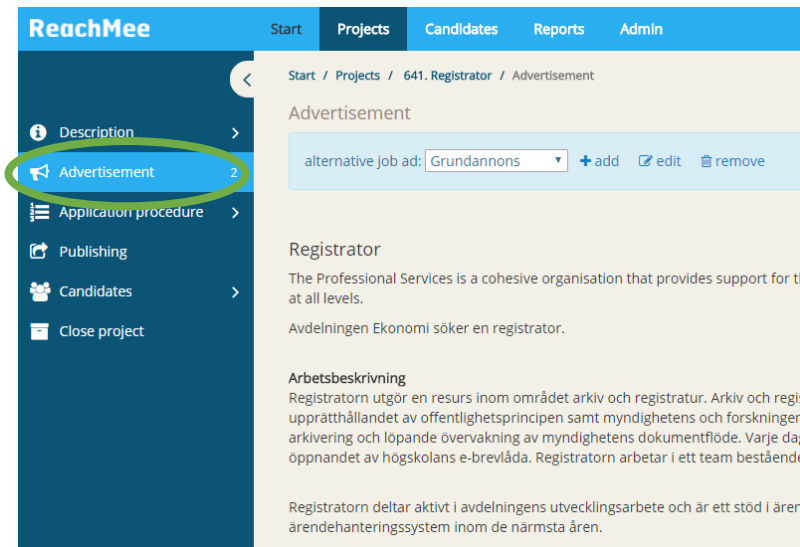 ReachMee
Start Projects Candidates Reports Admin
Start / Projects / 641. Registrator / Advertisement
Advertisement
Description
alternative job ad: Grundannons add edit remove
Advertisement 2
Application procedure
Publishing
Candidates
Close project
Registrator
The Professional Services is a cohesive organisation that provides support for
at all levels.
Avdelningen Ekonomi söker en registrator.
Arbetsbeskrivning
Registratorn utgör en resurs inom området arkiv och registratur. Arkiv och
upprätthållandet av offentlighetsprincipen samt myndighetens och
arkivering och löpande övervakning av myndighetens dokumentflöde. Varje
öppnandet av högskolans e-brevlåda. Registratorn arbetar i ett team
Registratorn deltar aktivt i avdelningens utvecklingsarbete och är ett stöd i
ärendehanteringssystem inom de närmsta åren.